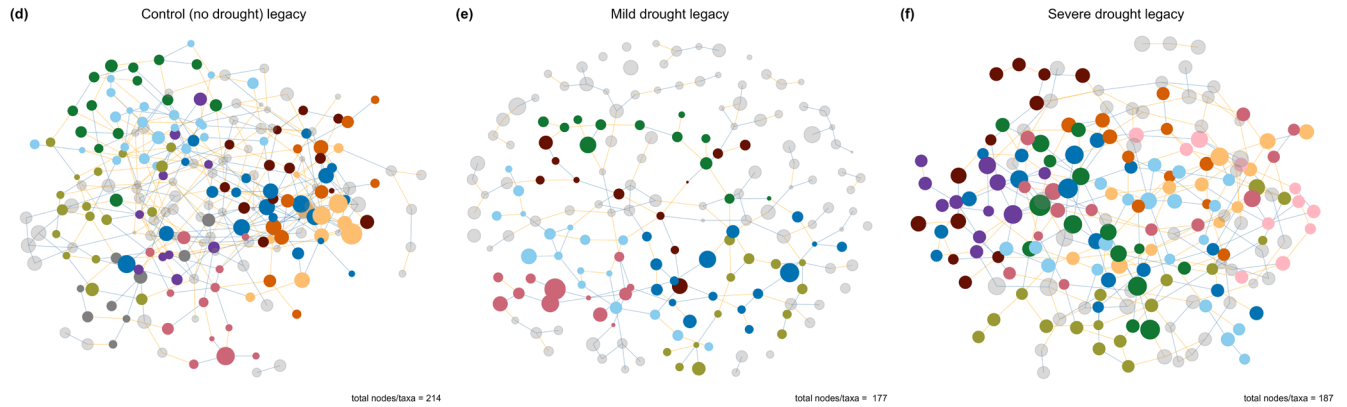 (d) Control (no drought) legacy
(e) Mild drought legacy
(f) Severe drought legacy
total nodes/taxa = 214
total nodes/taxa = 177
total nodes/taxa = 187